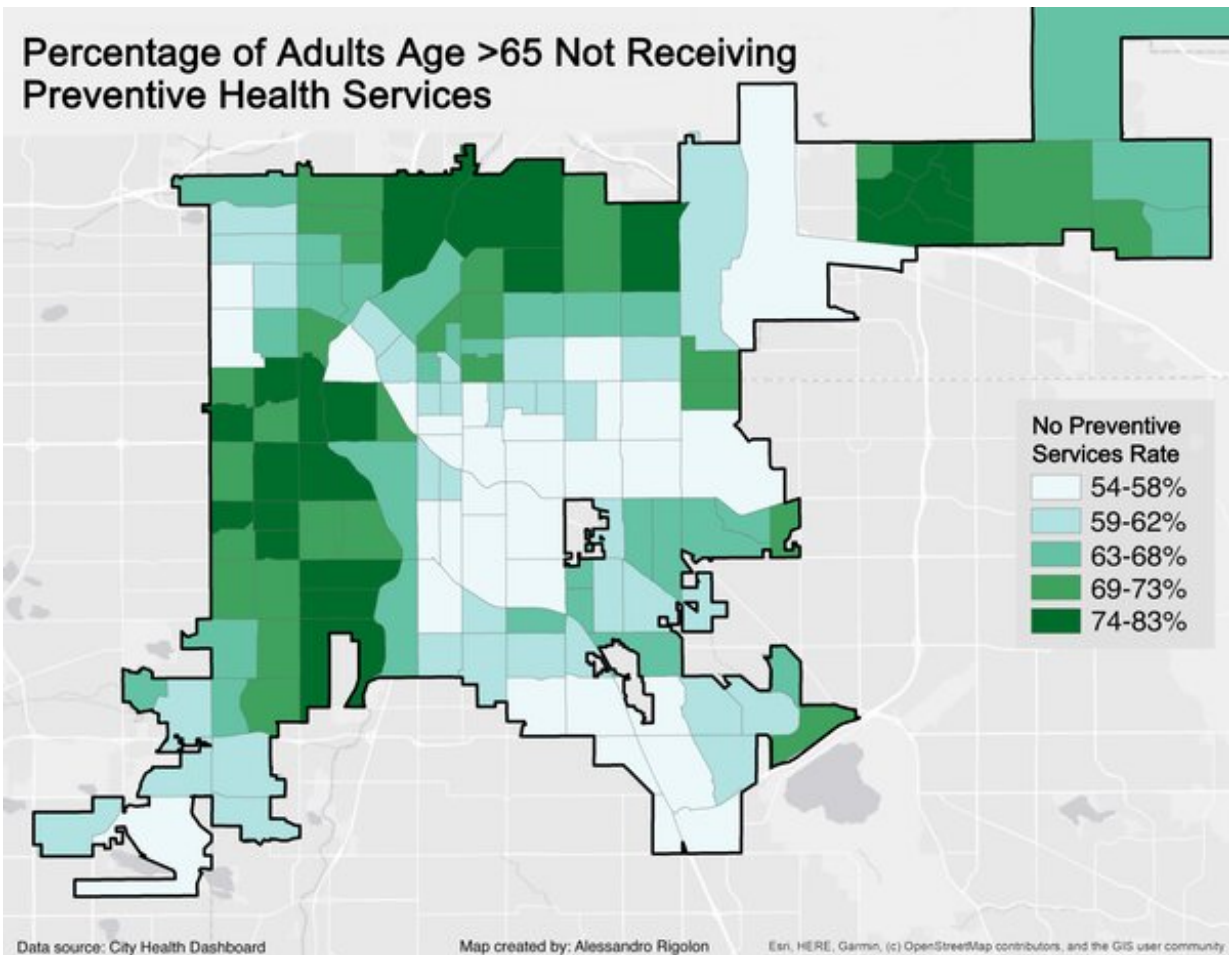 Percentage of Adults Age >65 Not Receiving
Preventive Health Services
No Preventive
Services Rate
54-58%
59-62%
63-68%
69-73%
74-83%
Data source: City Health Dashboard
Map created by: Alessandro Rigolon
Esri, HERE, Garmin, (c) OpenStreetMap contributors, and the GIS user community